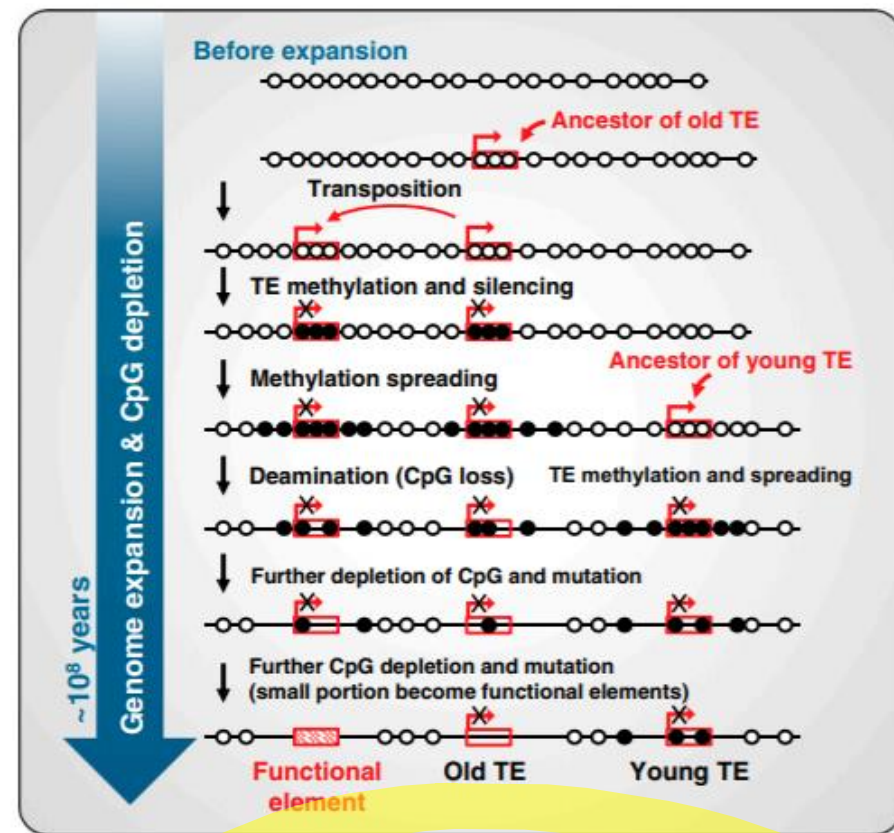 Before expansion
Ancestor of old TE
Transposition
TE methylation and silencing
Ancestor of young TE
Methylation spreading
Deamination (CpG loss) TE methylation and spreading
Further depletion of CpG and mutation
Further CpG depletion and mutation
(small portion become functional elements)
Functional
element
Old TE
Young TE
Genome expansion & CpG depletion
~10⁸ years